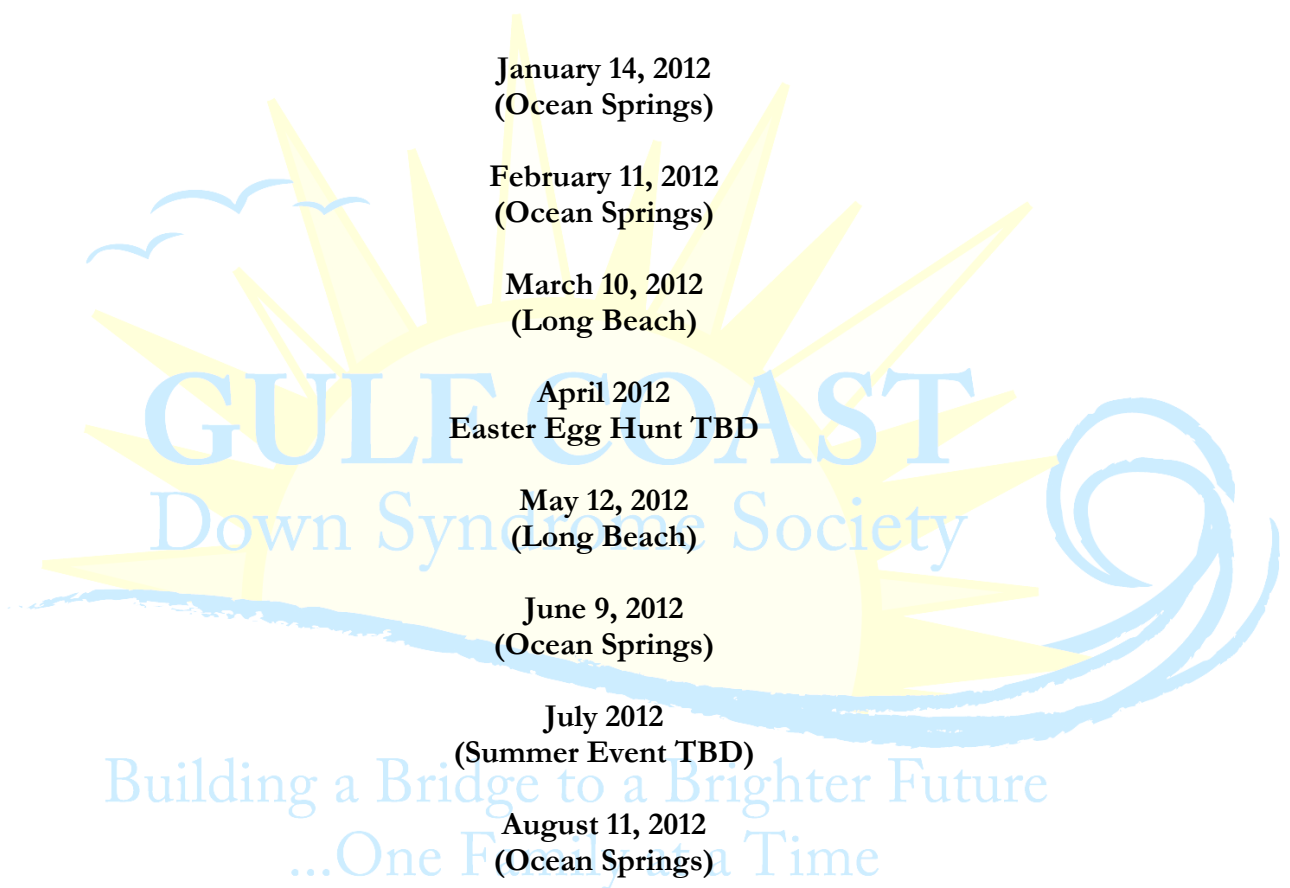 January 14, 2012
(Ocean Springs)
February 11, 2012
(Ocean Springs)
March 10, 2012
(Long Beach)
April 2012
Easter Egg Hunt TBD
GULF COAST
May 12, 2012
Down Syndrome Society
(Long Beach)
June 9, 2012
(Ocean Springs)
July 2012
(Summer Event TBD)
Building a Bridge to a Brighter Future
August 11, 2012
...One Family at a Time
(Ocean Springs)